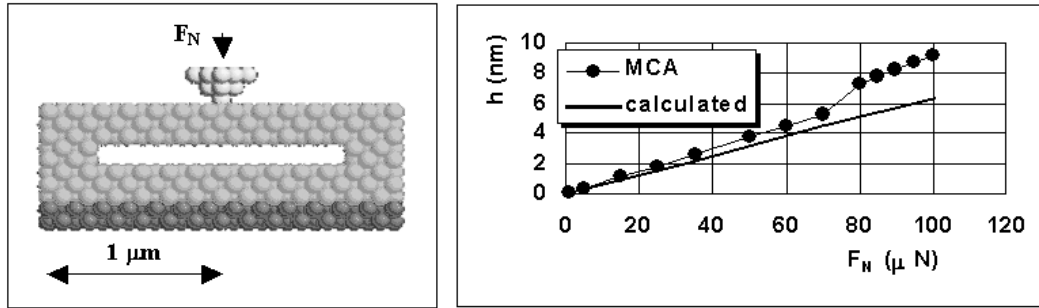 F_N
1 μm
h (nm)
10
8
6
4
2
0
MCA
calculated
0 20 40 60 80 100 120
F_N (μ N)